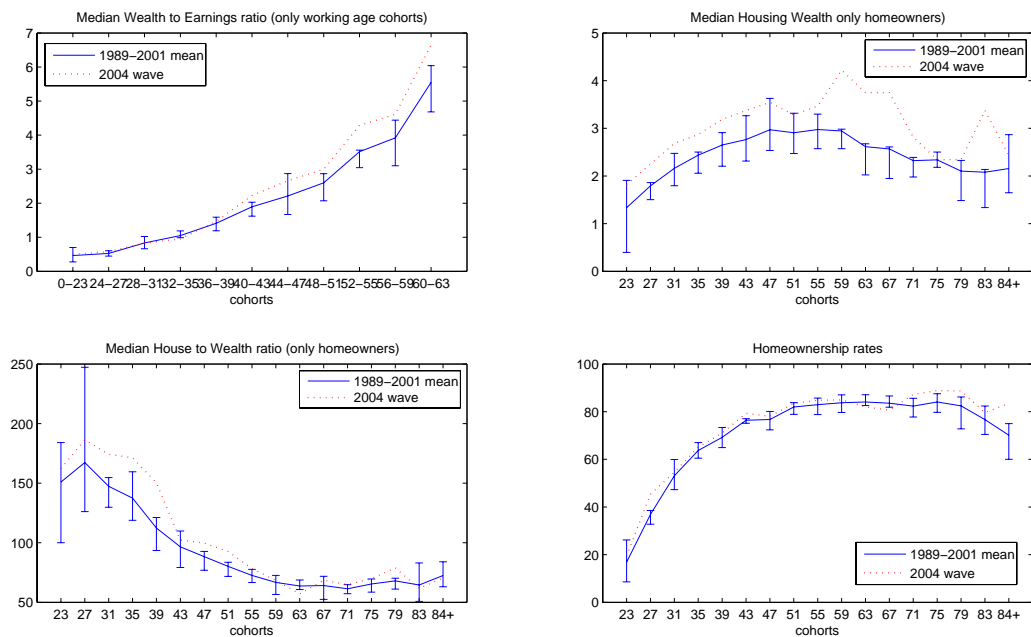 Median Wealth to Earnings ratio (only working age cohorts)
7
6
5
4
3
2
1
0
1989−2001 mean
2004 wave
0−23 24−27 28−31 32−35 36−39 40−43 44−47 48−51 52−55 56−59 60−63
cohorts
Median Housing Wealth only homeowners)
5
4
3
2
1
0
1989−2001 mean
2004 wave
23 27 31 35 39 43 47 51 55 59 63 67 71 75 79 83 84+
cohorts
Median House to Wealth ratio (only homeowners)
250
200
150
100
50
1989−2001 mean
2004 wave
23 27 31 35 39 43 47 51 55 59 63 67 71 75 79 83 84+
cohorts
Homeownership rates
100
80
60
40
20
0
1989−2001 mean
2004 wave
23 27 31 35 39 43 47 51 55 59 63 67 71 75 79 83 84+
cohorts